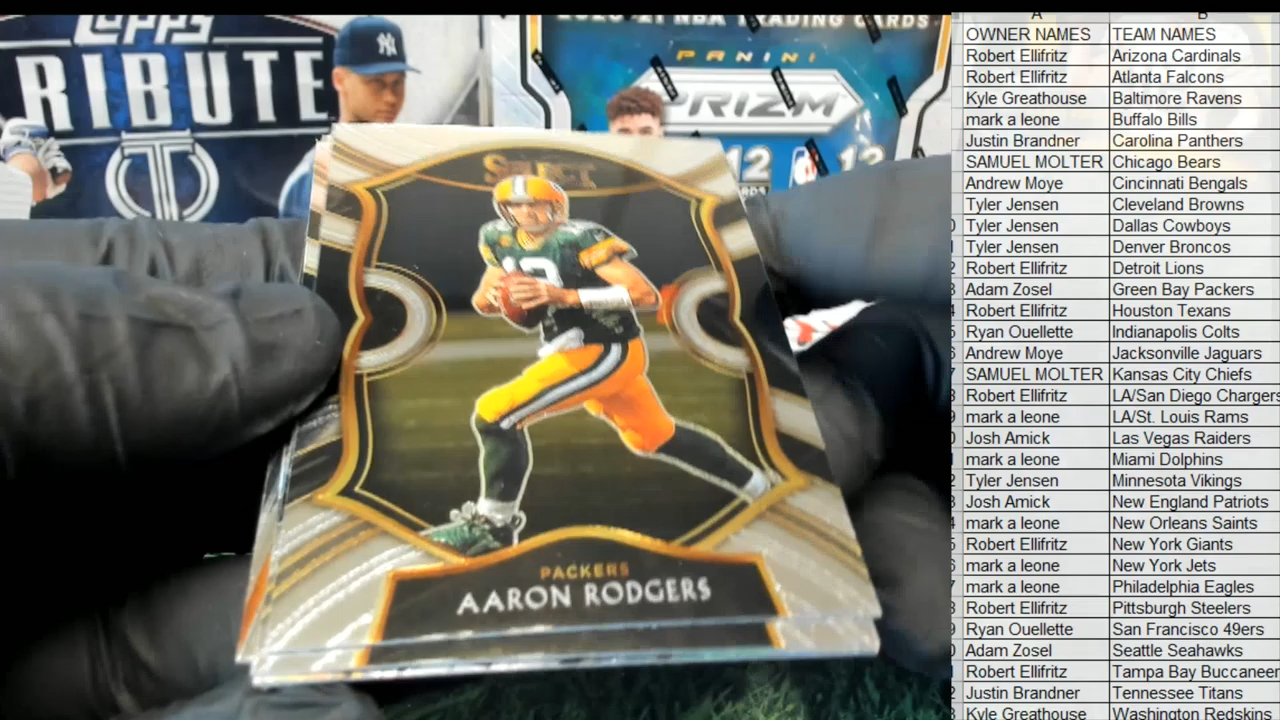 TOPPS
TRIBUTE
2020-21 NBA TRADING CARDS
PANINI
PRIZM
12
12
SELECT
12
PACKERS
AARON RODGERS
A B
OWNER NAMES TEAM NAMES
Robert Ellifritz Arizona Cardinals
Robert Ellifritz Atlanta Falcons
Kyle Greathouse Baltimore Ravens
mark a leone Buffalo Bills
Justin Brandner Carolina Panthers
SAMUEL MOLTER Chicago Bears
Andrew Moye Cincinnati Bengals
Tyler Jensen Cleveland Browns
Tyler Jensen Dallas Cowboys
Tyler Jensen Denver Broncos
Robert Ellifritz Detroit Lions
Adam Zosel Green Bay Packers
Robert Ellifritz Houston Texans
Ryan Ouellette Indianapolis Colts
Andrew Moye Jacksonville Jaguars
SAMUEL MOLTER Kansas City Chiefs
Robert Ellifritz LA/San Diego Chargers
mark a leone LA/St. Louis Rams
Josh Amick Las Vegas Raiders
mark a leone Miami Dolphins
Tyler Jensen Minnesota Vikings
Josh Amick New England Patriots
mark a leone New Orleans Saints
Robert Ellifritz New York Giants
mark a leone New York Jets
mark a leone Philadelphia Eagles
Robert Ellifritz Pittsburgh Steelers
Ryan Ouellette San Francisco 49ers
Adam Zosel Seattle Seahawks
Robert Ellifritz Tampa Bay Buccaneer
Justin Brandner Tennessee Titans
Kyle Greathouse Washington Redskins